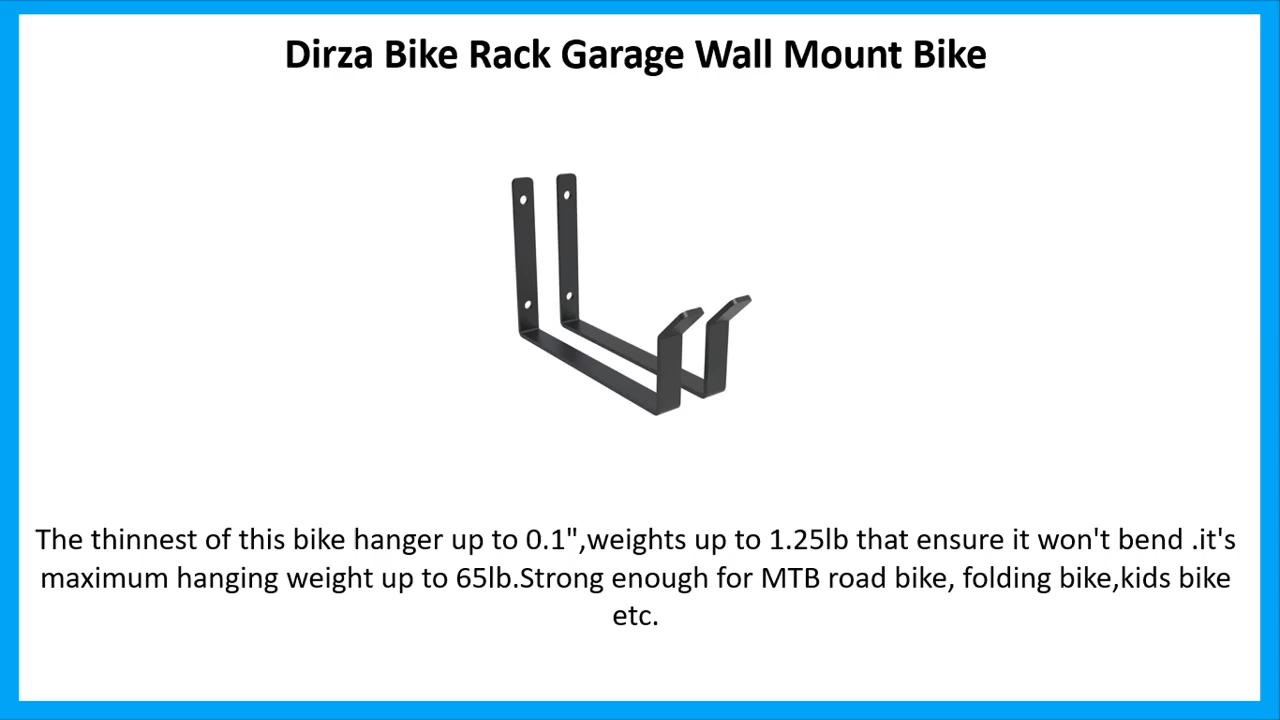 Dirza Bike Rack Garage Wall Mount Bike
The thinnest of this bike hanger up to 0.1",weights up to 1.25lb that ensure it won't bend .it's
maximum hanging weight up to 65lb.Strong enough for MTB road bike, folding bike,kids bike
etc.